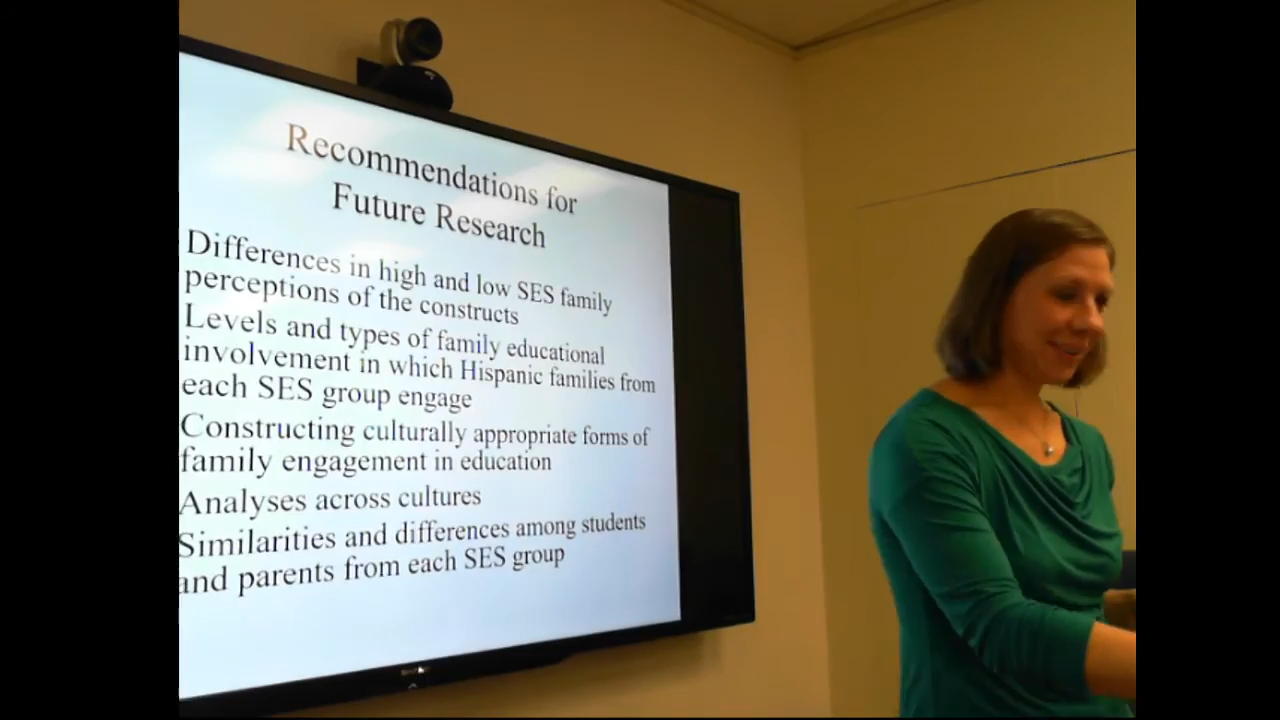 Recommendations for
Future Research
Differences in high and low SES family
perceptions of the constructs
Levels and types of family educational
involvement in which Hispanic families from
each SES group engage
Constructing culturally appropriate forms of
family engagement in education
Analyses across cultures
Similarities and differences among students
and parents from each SES group